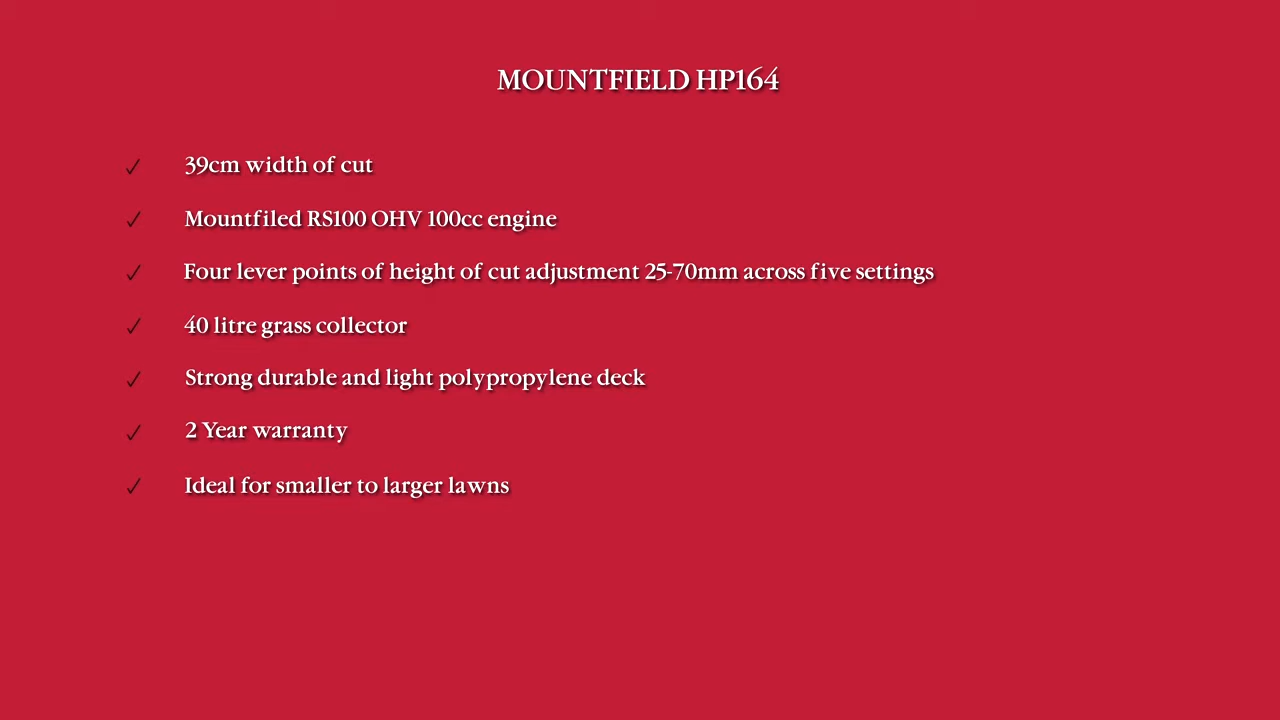 MOUNTFIELD HP164
✓ 39cm width of cut
✓ Mountfiled RS100 OHV 100cc engine
✓ Four lever points of height of cut adjustment 25-70mm across five settings
✓ 40 litre grass collector
✓ Strong durable and light polypropylene deck
✓ 2 Year warranty
✓ Ideal for smaller to larger lawns